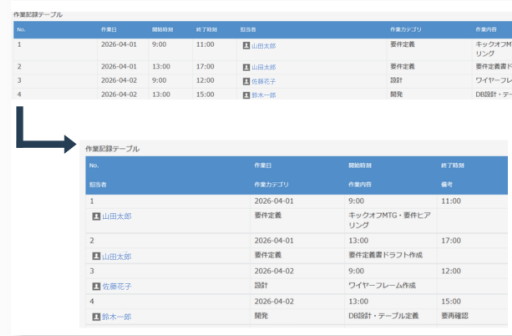 作業記録テーブル
No. 作業日 開始時刻 終了時刻 担当者 作業カテゴリ 作業内容
1 2026-04-01 9:00 11:00 山田太郎 要件定義 キックオフM
リング
2 2026-04-01 13:00 17:00 山田太郎 要件定義 要件定義書ド
3 2026-04-02 9:00 12:00 佐藤花子 設計 ワイヤーフレ
4 2026-04-02 13:00 15:00 鈴木一郎 開発 DB設計・テー
作業記録テーブル
No. 作業日 開始時刻 終了時刻
担当者 作業カテゴリ 作業内容 備考
1 2026-04-01 9:00 11:00
山田太郎 要件定義 キックオフMTG・要件ヒア
リング
2 2026-04-01 13:00 17:00
山田太郎 要件定義 要件定義書ドラフト作成
3 2026-04-02 9:00 12:00
佐藤花子 設計 ワイヤーフレーム作成
4 2026-04-02 13:00 15:00
鈴木一郎 開発 DB設計・テーブル定義 要再確認